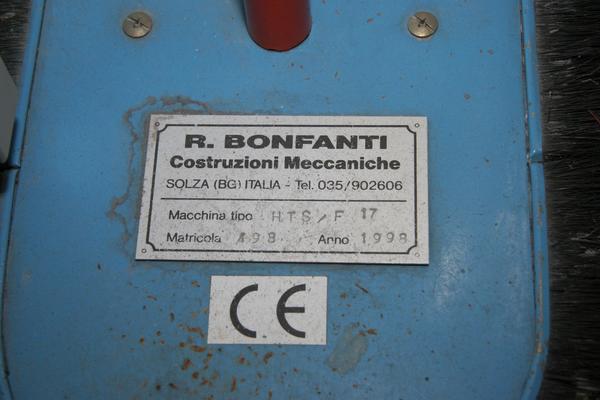 R. BONFANTI
Costruzioni Meccaniche
SOLZA (BG) ITALIA - Tel. 035/902606
Macchina tipo HTS/F 17
Matricola 498 Anno 1998
CE